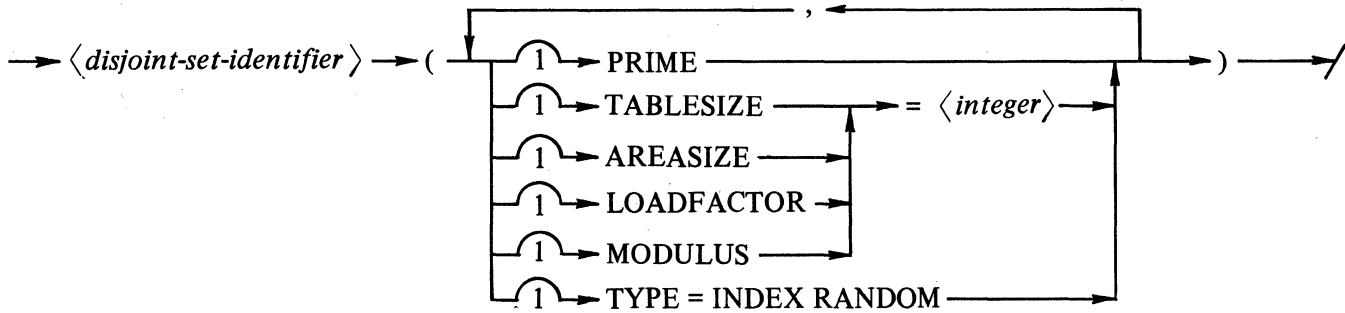 ,
⟨disjoint-set-identifier⟩ ( 1 PRIME )
1 TABLESIZE = ⟨integer⟩
1 AREASIZE
1 LOADFACTOR
1 MODULUS
1 TYPE = INDEX RANDOM